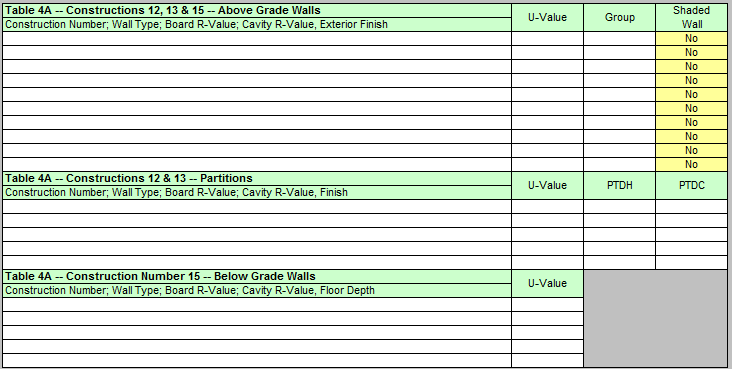 Table 4A -- Constructions 12, 13 & 15 -- Above Grade Walls
Construction Number; Wall Type; Board R-Value; Cavity R-Value, Exterior Finish
U-Value
Group
Shaded
Wall
No
No
No
No
No
No
No
No
No
No
Table 4A -- Constructions 12 & 13 -- Partitions
Construction Number; Wall Type; Board R-Value; Cavity R-Value, Finish
U-Value
PTDH
PTDC
Table 4A -- Construction Number 15 -- Below Grade Walls
Construction Number; Wall Type; Board R-Value; Cavity R-Value, Floor Depth
U-Value